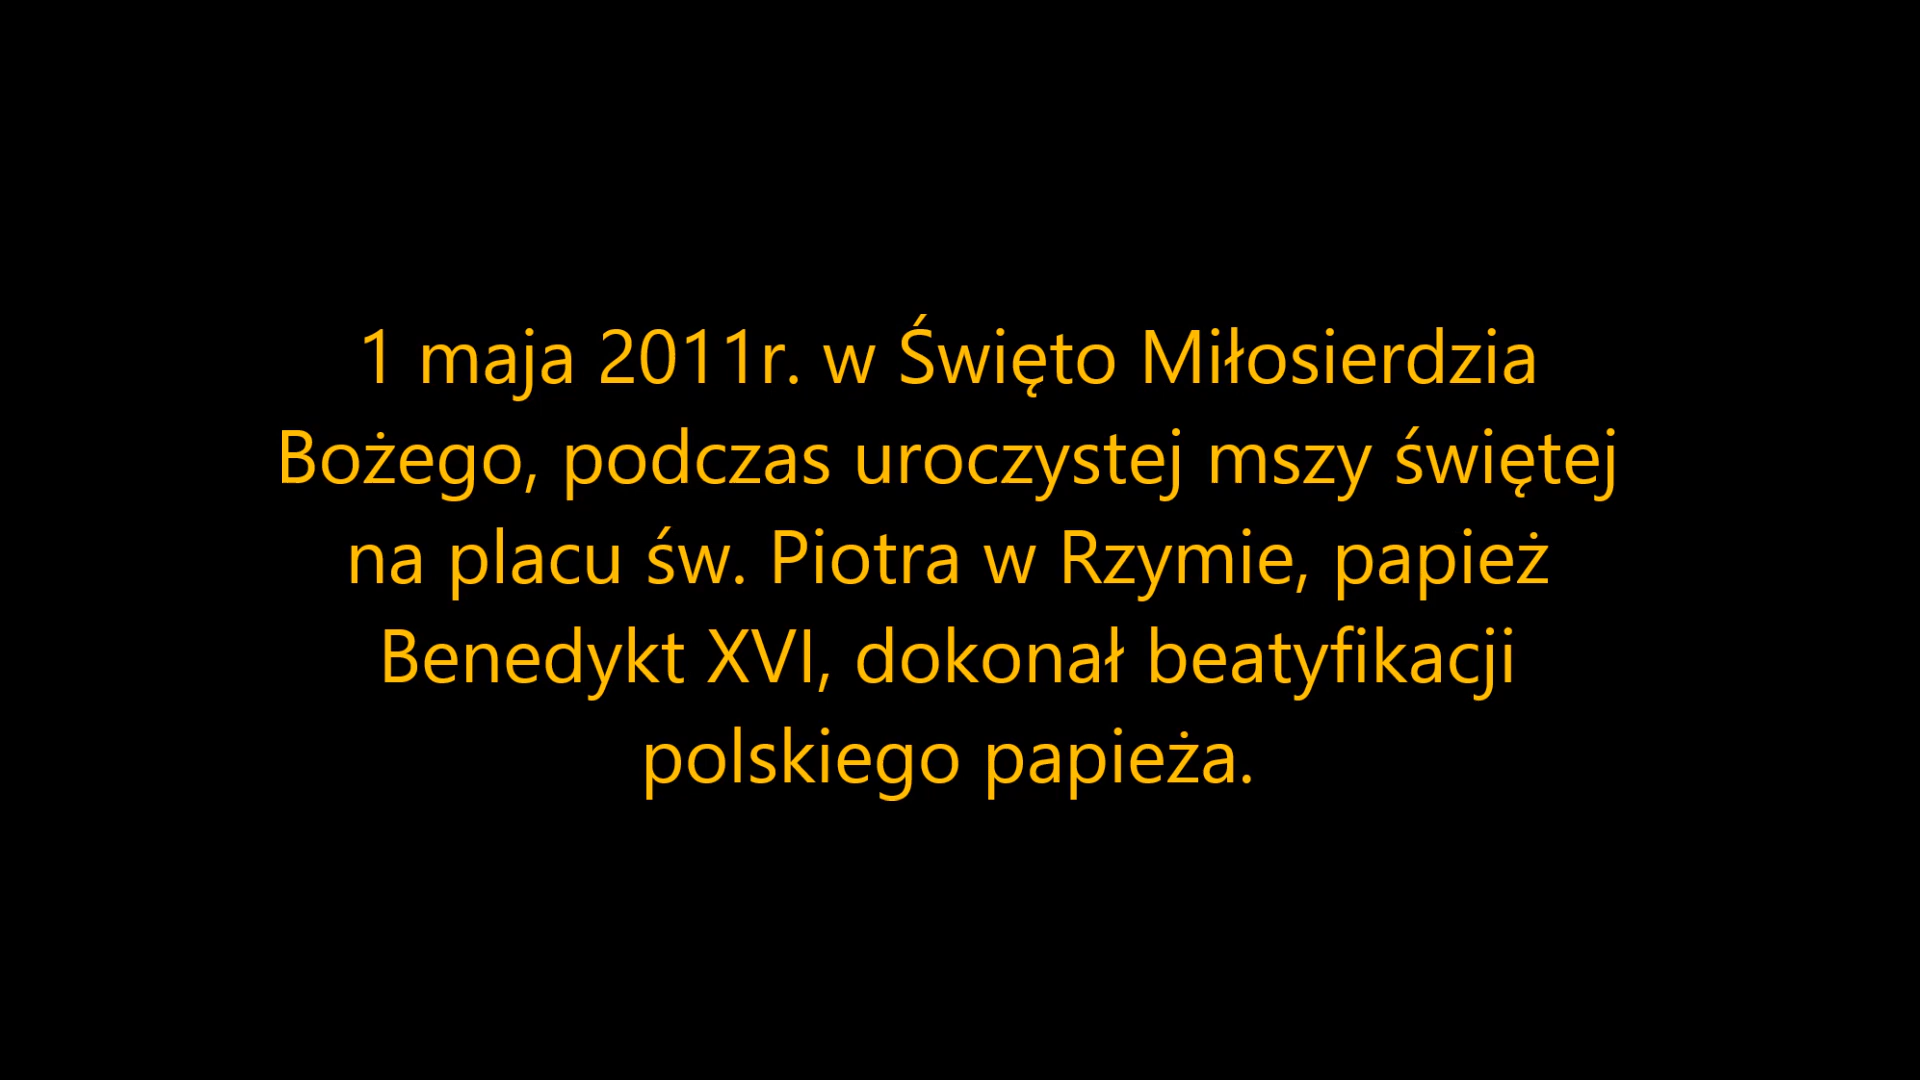 1 maja 2011r. w Święto Miłosierdzia
Bożego, podczas uroczystej mszy świętej
na placu św. Piotra w Rzymie, papież
Benedykt XVI, dokonał beatyfikacji
polskiego papieża.